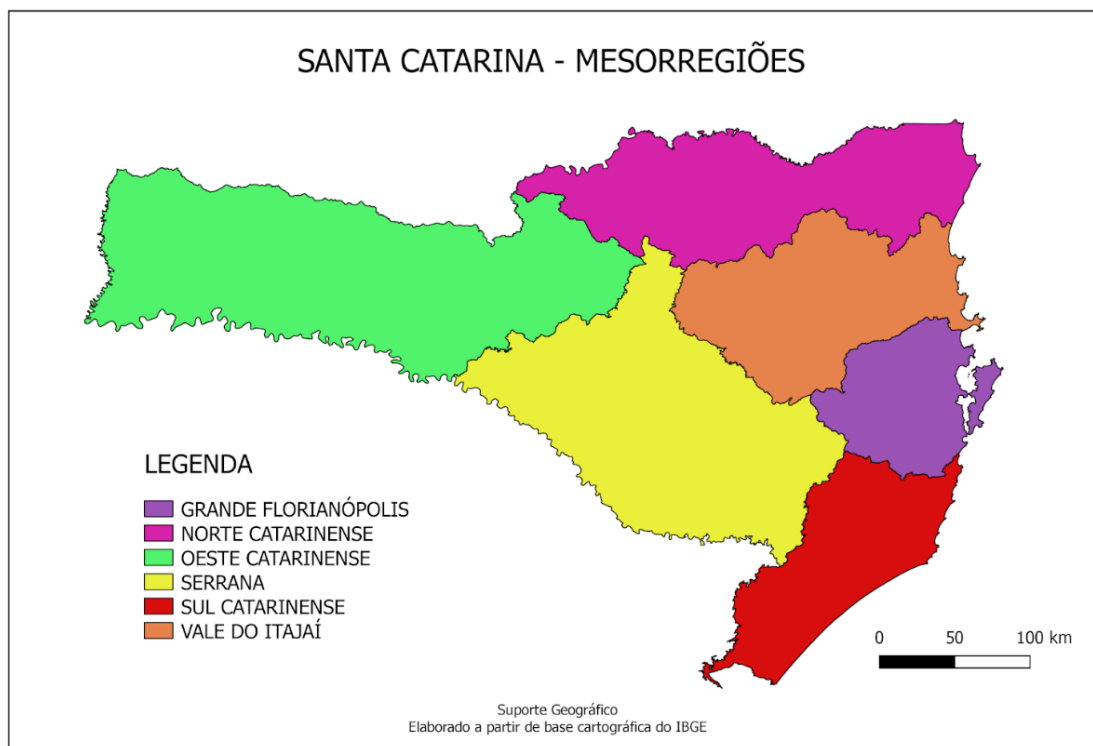 SANTA CATARINA - MESORREGIÕES
LEGENDA
GRANDE FLORIANÓPOLIS
NORTE CATARINENSE
OESTE CATARINENSE
SERRANA
SUL CATARINENSE
VALE DO ITAJAÍ
0 50 100 km
Suporte Geográfico
Elaborado a partir de base cartográfica do IBGE